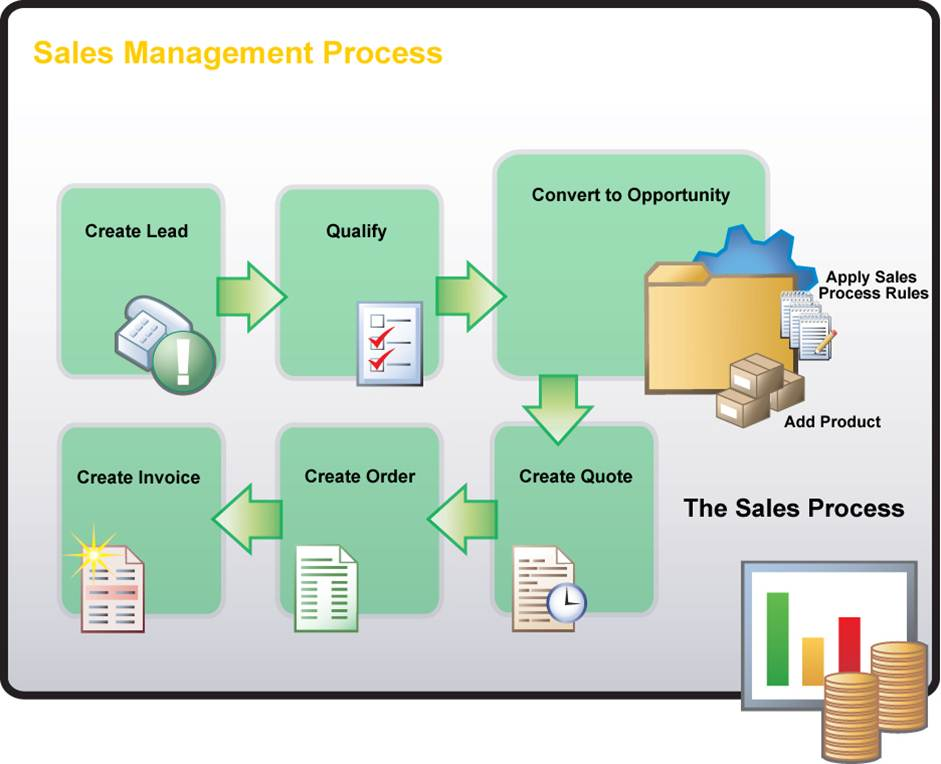 Sales Management Process
Create Lead
Qualify
Convert to Opportunity
Apply Sales
Process Rules
Add Product
Create Invoice
Create Order
Create Quote
The Sales Process